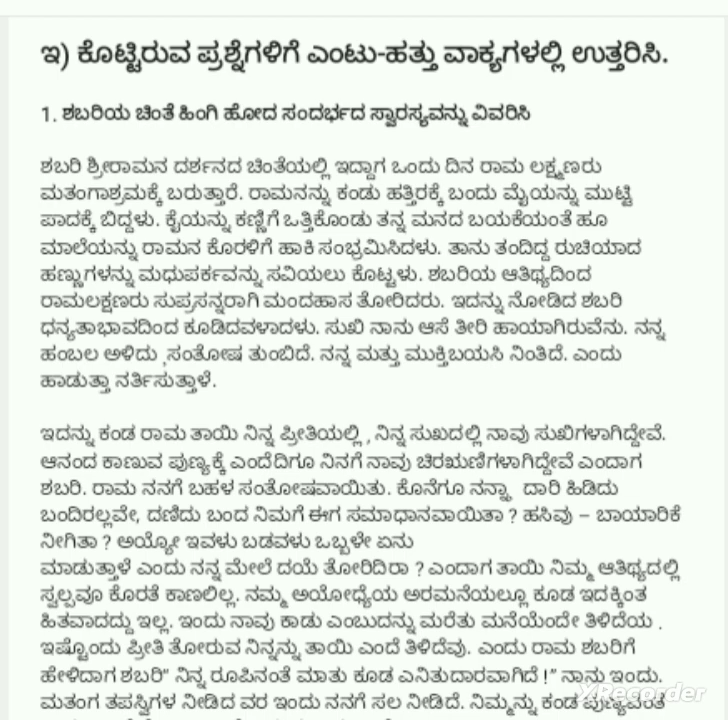 ಇ) ಕೊಟ್ಟಿರುವ ಪ್ರಶ್ನೆಗಳಿಗೆ ಎಂಟು-ಹತ್ತು ವಾಕ್ಯಗಳಲ್ಲಿ ಉತ್ತರಿಸಿ.
1. ಶಬರಿಯ ಚಿಂತೆ ಹಿಂಗಿ ಹೋದ ಸಂದರ್ಭದ ಸ್ವಾರಸ್ಯವನ್ನು ವಿವರಿಸಿ
ಶಬರಿ ಶ್ರೀರಾಮನ ದರ್ಶನದ ಚಿಂತೆಯಲ್ಲಿ ಇದ್ದಾಗ ಒಂದು ದಿನ ರಾಮ ಲಕ್ಷ್ಮಣರು
ಮತಂಗಾಶ್ರಮಕ್ಕೆ ಬರುತ್ತಾರೆ. ರಾಮನನ್ನು ಕಂಡು ಹತ್ತಿರಕ್ಕೆ ಬಂದು ಮೈಯನ್ನು ಮುಟ್ಟಿ
ಪಾದಕ್ಕೆ ಬಿದ್ದಳು. ಕೈಯನ್ನು ಕಣ್ಣಿಗೆ ಒತ್ತಿಕೊಂಡು ತನ್ನ ಮನದ ಬಯಕೆಯಂತೆ ಹೂ
ಮಾಲೆಯನ್ನು ರಾಮನ ಕೊರಳಿಗೆ ಹಾಕಿ ಸಂಭ್ರಮಿಸಿದಳು. ತಾನು ತಂದಿದ್ದ ರುಚಿಯಾದ
ಹಣ್ಣುಗಳನ್ನು ಮಧುಪರ್ಕವನ್ನು ಸವಿಯಲು ಕೊಟ್ಟಳು. ಶಬರಿಯ ಆತಿಥ್ಯದಿಂದ
ರಾಮಲಕ್ಷಣರು ಸುಪ್ರಸನ್ನರಾಗಿ ಮಂದಹಾಸ ತೋರಿದರು. ಇದನ್ನು ನೋಡಿದ ಶಬರಿ
ಧನ್ಯತಾಭಾವದಿಂದ ಕೂಡಿದವಳಾದಳು. ಸುಖಿ ನಾನು ಆಸೆ ತೀರಿ ಹಾಯಾಗಿರುವೆನು. ನನ್ನ
ಹಂಬಲ ಅಳಿದು ,ಸಂತೋಷ ತುಂಬಿದೆ. ನನ್ನ ಮತ್ತು ಮುಕ್ತಿಬಯಸಿ ನಿಂತಿದೆ. ಎಂದು
ಹಾಡುತ್ತಾ ನರ್ತಿಸುತ್ತಾಳೆ.
ಇದನ್ನು ಕಂಡ ರಾಮ ತಾಯಿ ನಿನ್ನ ಪ್ರೀತಿಯಲ್ಲಿ , ನಿನ್ನ ಸುಖದಲ್ಲಿ ನಾವು ಸುಖಿಗಳಾಗಿದ್ದೇವೆ.
ಆನಂದ ಕಾಣುವ ಪುಣ್ಯಕ್ಕೆ ಎಂದೆದಿಗೂ ನಿನಗೆ ನಾವು ಚಿರಋಣಿಗಳಾಗಿದ್ದೇವೆ ಎಂದಾಗ
ಶಬರಿ. ರಾಮ ನನಗೆ ಬಹಳ ಸಂತೋಷವಾಯಿತು. ಕೊನೆಗೂ ನನ್ನಾ ದಾರಿ ಹಿಡಿದು
ಬಂದಿರಲ್ಲವೇ, ದಣಿದು ಬಂದ ನಿಮಗೆ ಈಗ ಸಮಾಧಾನವಾಯಿತಾ ? ಹಸಿವು – ಬಾಯಾರಿಕೆ
ನೀಗಿತಾ ? ಅಯ್ಯೋ ಇವಳು ಬಡವಳು ಒಬ್ಬಳೇ ಏನು
ಮಾಡುತ್ತಾಳೆ ಎಂದು ನನ್ನ ಮೇಲೆ ದಯೆ ತೋರಿದಿರಾ ? ಎಂದಾಗ ತಾಯಿ ನಿಮ್ಮ ಆತಿಥ್ಯದಲ್ಲಿ
ಸ್ವಲ್ಪವೂ ಕೊರತೆ ಕಾಣಲಿಲ್ಲ. ನಮ್ಮ ಅಯೋಧ್ಯೆಯ ಅರಮನೆಯಲ್ಲೂ ಕೂಡ ಇದಕ್ಕಿಂತ
ಹಿತವಾದದ್ದು ಇಲ್ಲ. ಇಂದು ನಾವು ಕಾಡು ಎಂಬುದನ್ನು ಮರೆತು ಮನೆಯೆಂದೇ ತಿಳಿದೆಯ .
ಇಷ್ಟೊಂದು ಪ್ರೀತಿ ತೋರುವ ನಿನ್ನನ್ನು ತಾಯಿ ಎಂದೆ ತಿಳಿದೆವು. ಎಂದು ರಾಮ ಶಬರಿಗೆ
ಹೇಳಿದಾಗ ಶಬರಿ" ನಿನ್ನ ರೂಪಿನಂತೆ ಮಾತು ಕೂಡ ಎನಿತುದಾರವಾಗಿದೆ !" ನಾನು ಇಂದು.
ಮತಂಗ ತಪಸ್ವಿಗಳ ನೀಡಿದ ವರ ಇಂದು ನನಗೆ ಸಲ ನೀಡಿದೆ. ನಿಮ್ಮನ್ನು ಕಂಡ ಪುಣ್ಯವಂತೆ
XRecorder